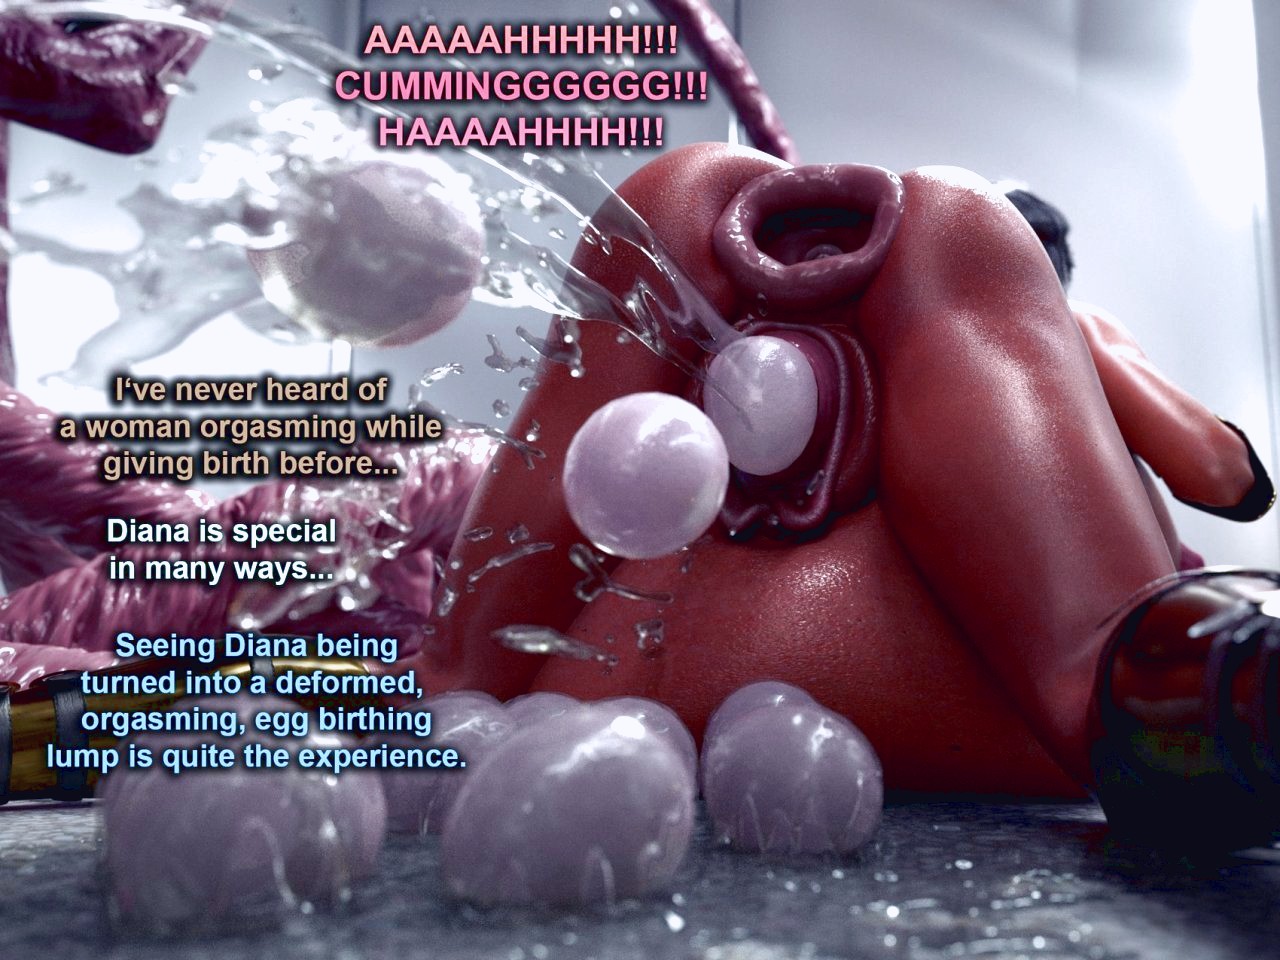 AAAAAHHHHH!!!
CUMMINGGGGGG!!!
HAAAAHHHH!!!
I‘ve never heard of
a woman orgasming while
giving birth before...
Diana is special
in many ways...
Seeing Diana being
turned into a deformed,
orgasming, egg birthing
lump is quite the experience.